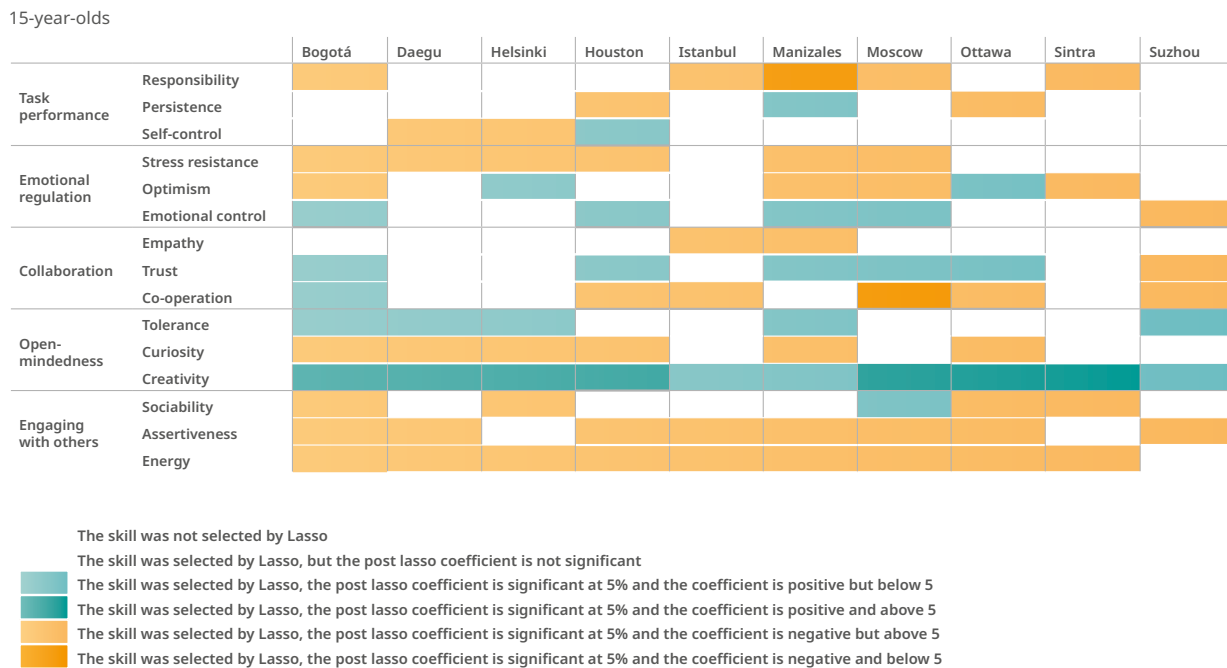 15-year-olds
Bogotá Daegu Helsinki Houston Istanbul Manizales Moscow Ottawa Sintra Suzhou
Task
performance
Responsibility
Persistence
Self-control
Emotional
regulation
Stress resistance
Optimism
Emotional control
Collaboration
Empathy
Trust
Co-operation
Open-
mindedness
Tolerance
Curiosity
Creativity
Engaging
with others
Sociability
Assertiveness
Energy
The skill was not selected by Lasso
The skill was selected by Lasso, but the post lasso coefficient is not significant
The skill was selected by Lasso, the post lasso coefficient is significant at 5% and the coefficient is positive but below 5
The skill was selected by Lasso, the post lasso coefficient is significant at 5% and the coefficient is positive and above 5
The skill was selected by Lasso, the post lasso coefficient is significant at 5% and the coefficient is negative but above 5
The skill was selected by Lasso, the post lasso coefficient is significant at 5% and the coefficient is negative and below 5